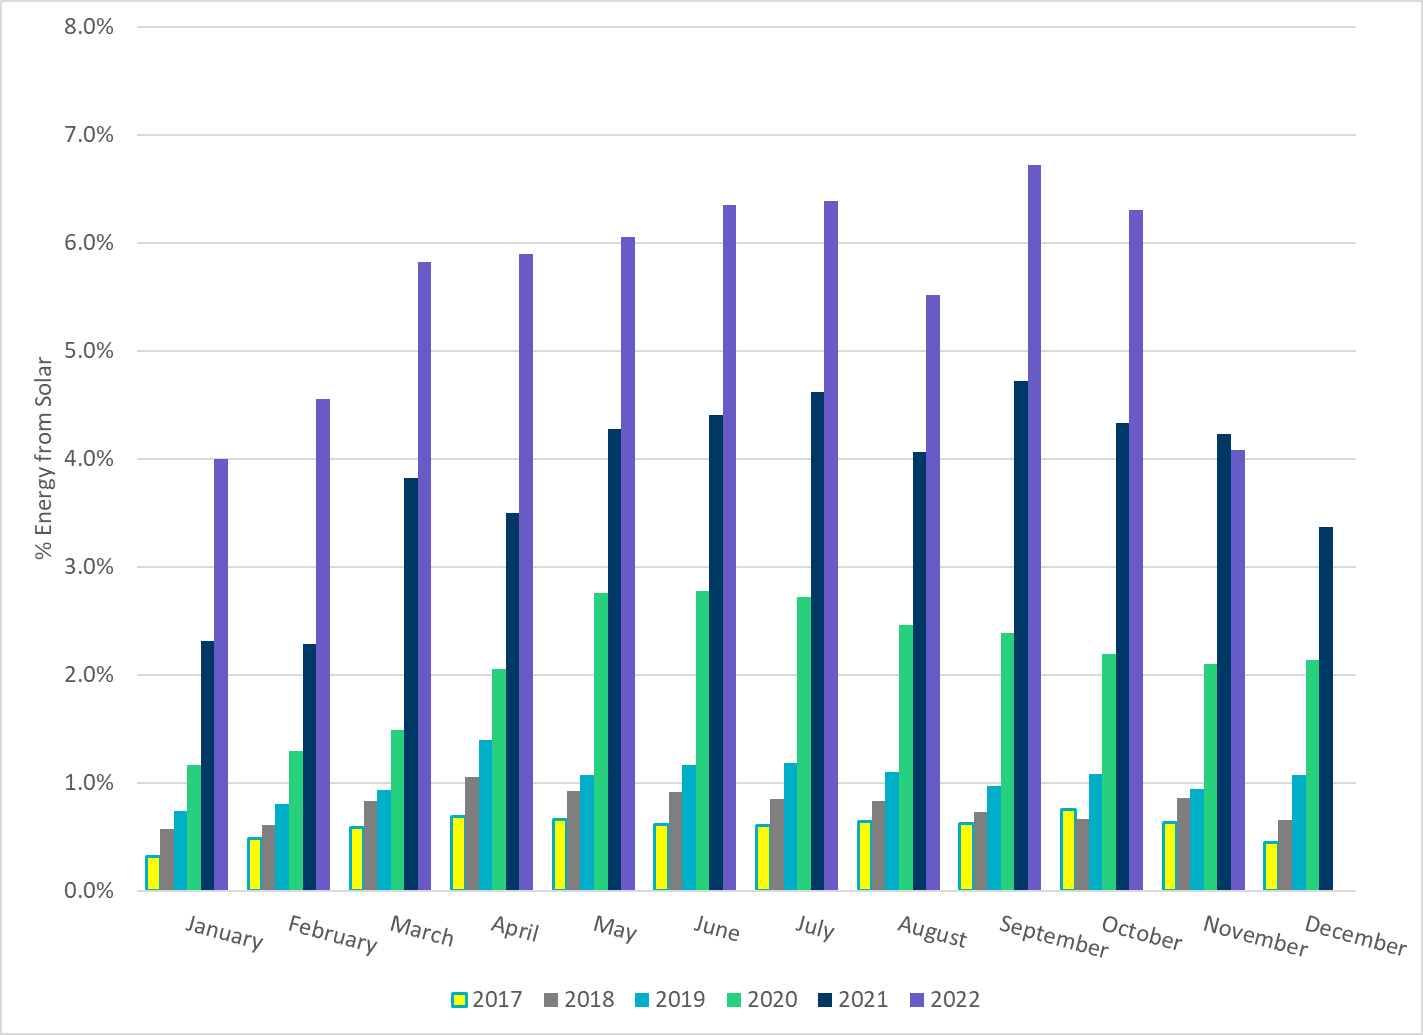 8.0%
7.0%
6.0%
5.0%
4.0%
3.0%
2.0%
1.0%
0.0%
% Energy from Solar
January
February
March
April
May
June
July
August
September
October
November
December
2017 2018 2019 2020 2021 2022